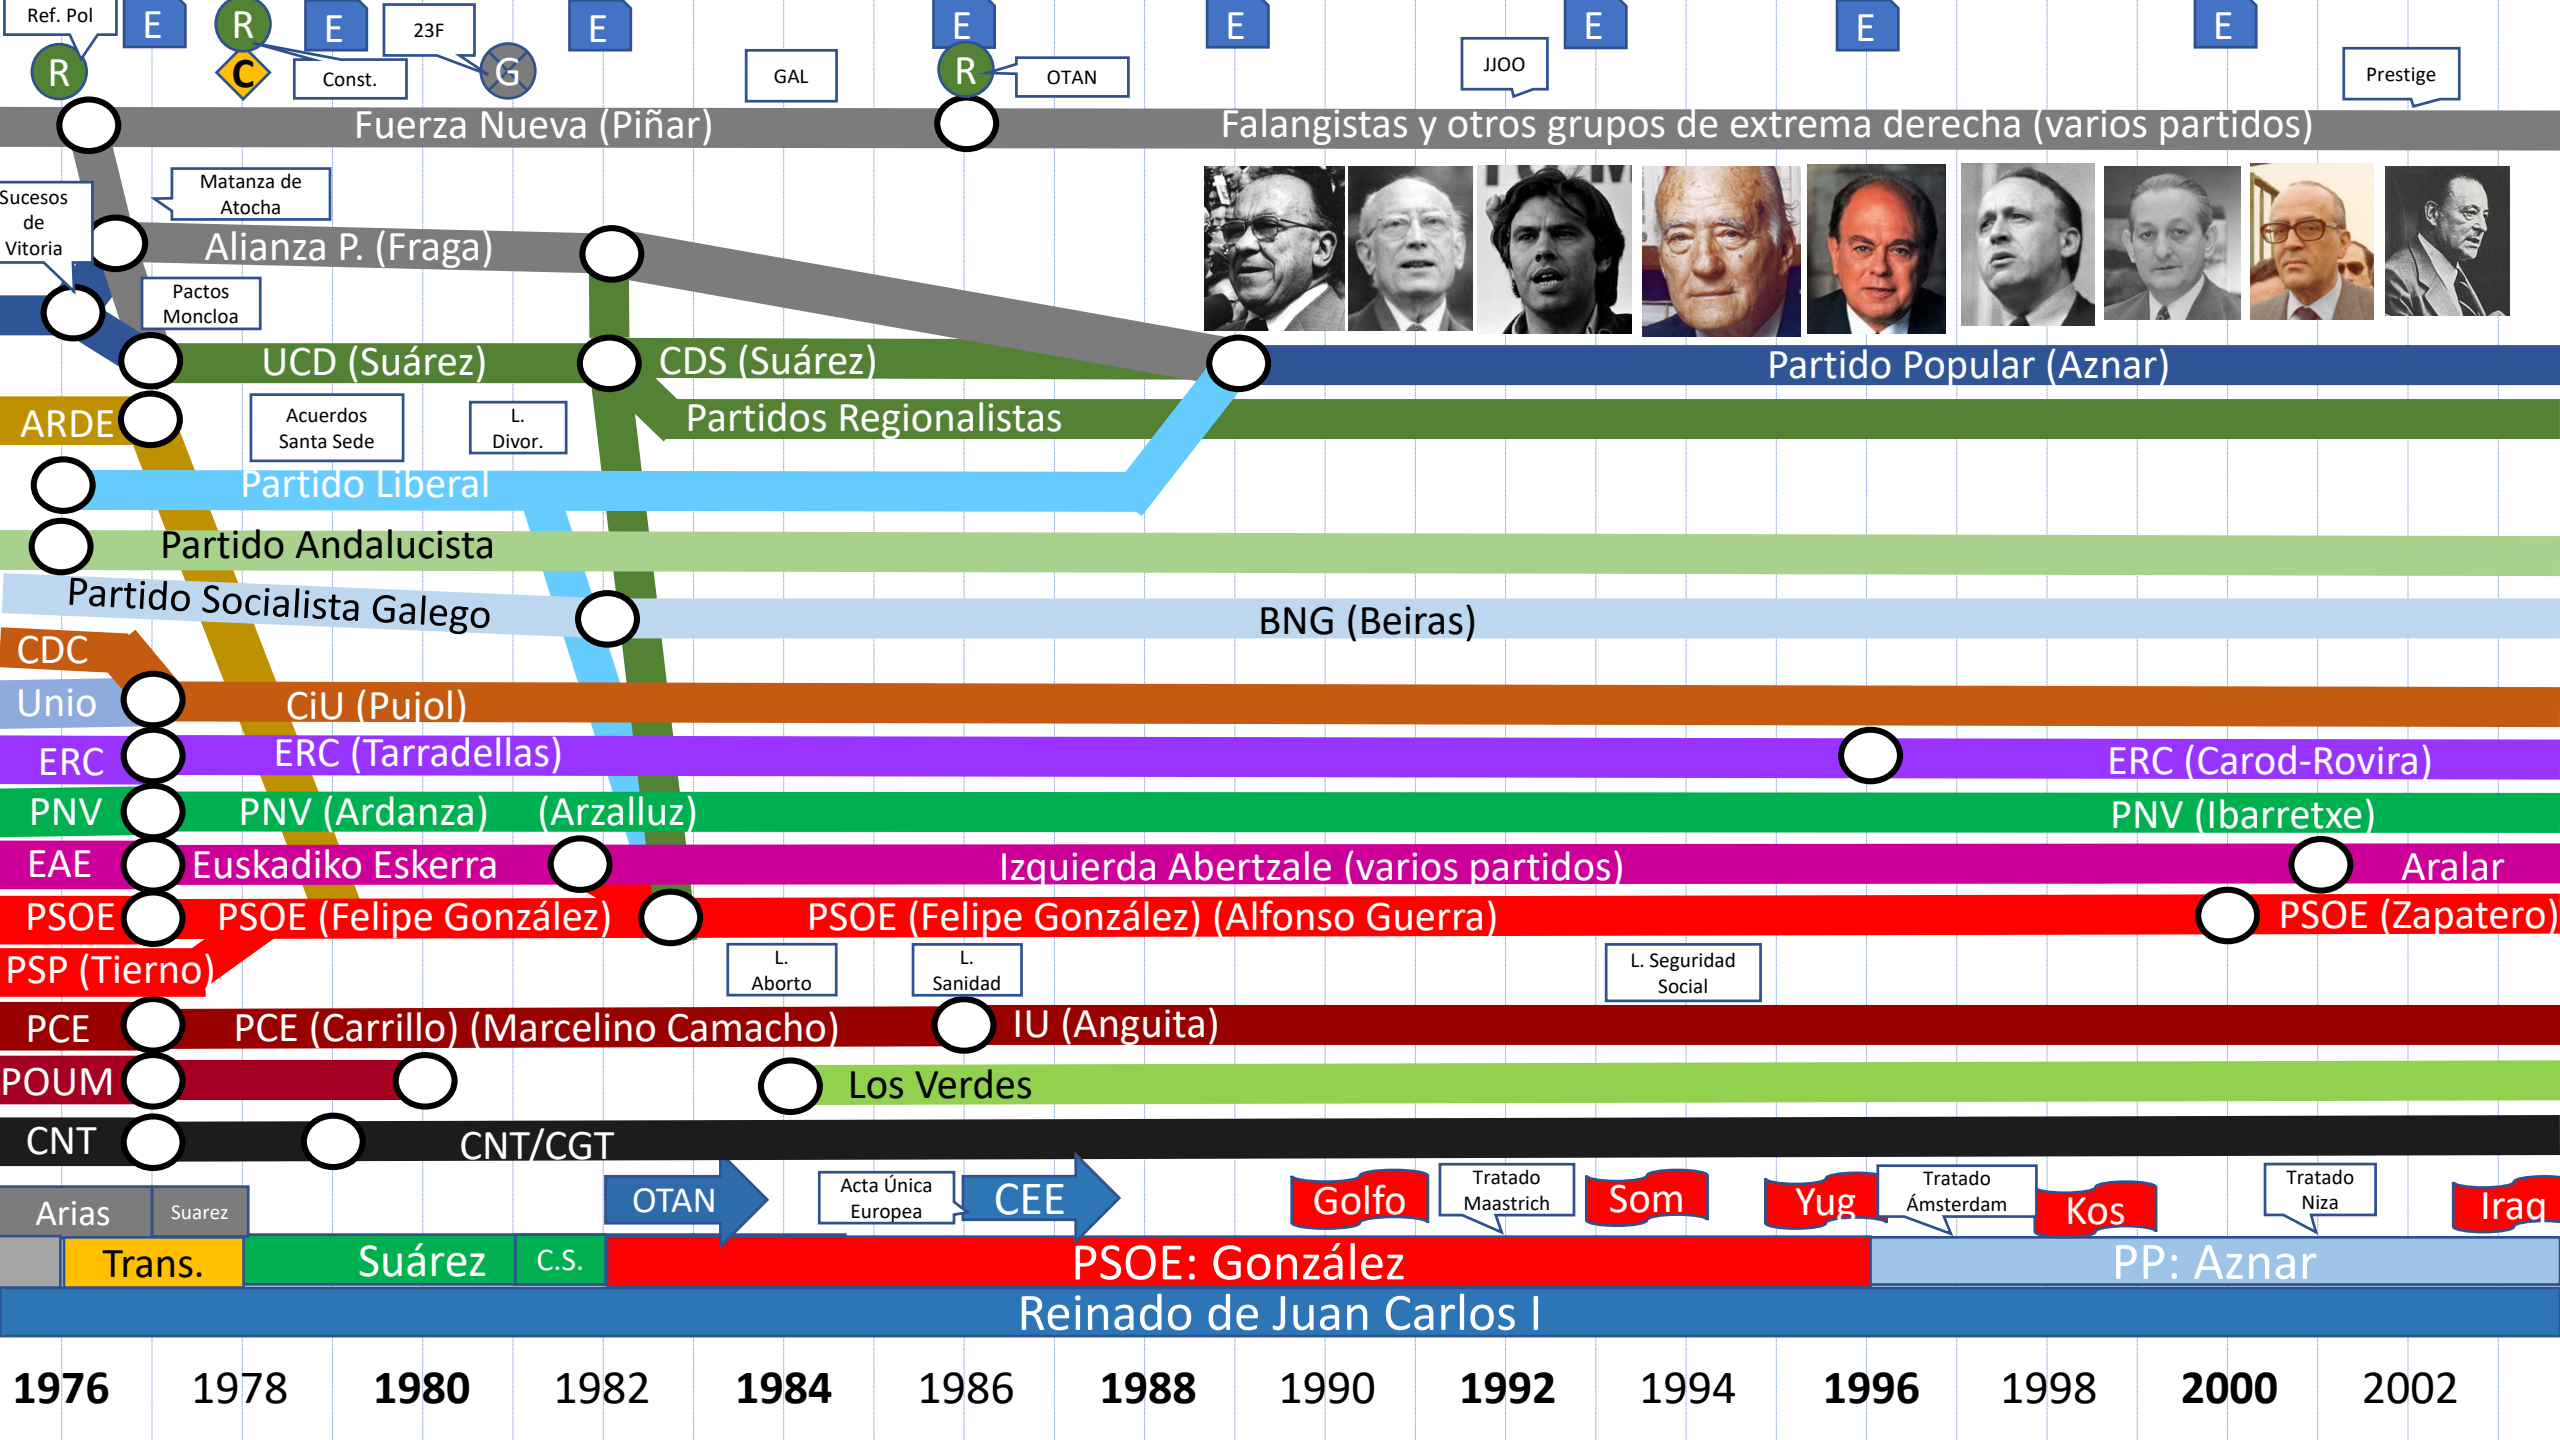 Ref. Pol
E
R
E
23F
E
E
E
E
E
E
R
C
Const.
G
GAL
R
OTAN
JJOO
Prestige
Fuerza Nueva (Piñar)
Falangistas y otros grupos de extrema derecha (varios partidos)
Sucesos
de
Vitoria
Matanza de
Atocha
Alianza P. (Fraga)
Pactos
Moncloa
UCD (Suárez)
CDS (Suárez)
Partido Popular (Aznar)
ARDE
Acuerdos
Santa Sede
L.
Divor.
Partidos Regionalistas
Partido Liberal
Partido Andalucista
Partido Socialista Galego
BNG (Beiras)
CDC
Unio
CiU (Pujol)
ERC
ERC (Tarradellas)
ERC (Carod-Rovira)
PNV
PNV (Ardanza)
(Arzalluz)
PNV (Ibarretxe)
EAE
Euskadiko Eskerra
Izquierda Abertzale (varios partidos)
Aralar
PSOE
PSOE (Felipe González)
PSOE (Felipe González) (Alfonso Guerra)
PSOE (Zapatero)
PSP (Tierno)
L.
Aborto
L.
Sanidad
L. Seguridad
Social
PCE
PCE (Carrillo) (Marcelino Camacho)
IU (Anguita)
POUM
Los Verdes
CNT
CNT/CGT
Arias
Suarez
OTAN
Acta Única
Europea
CEE
Golfo
Tratado
Maastrich
Som
Yug
Tratado
Ámsterdam
Kos
Tratado
Niza
Iraq
Trans.
Suárez
C.S.
PSOE: González
PP: Aznar
Reinado de Juan Carlos I
1976 1978 1980 1982 1984 1986 1988 1990 1992 1994 1996 1998 2000 2002